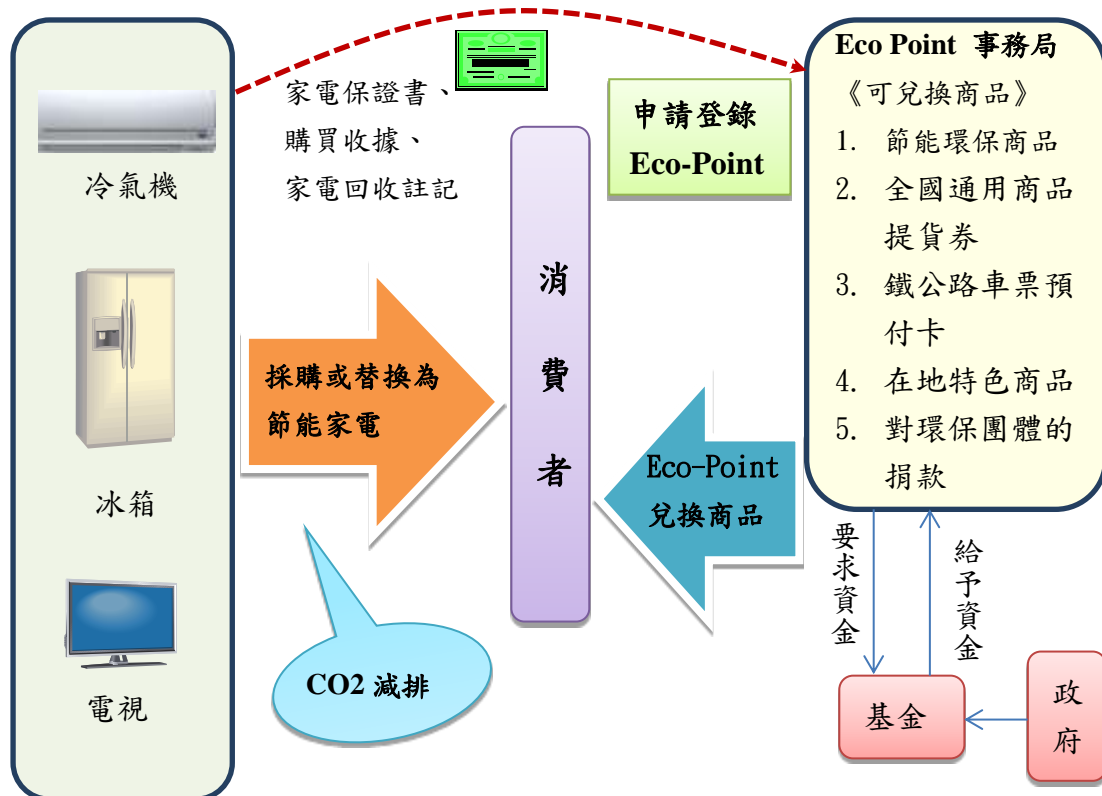 冷氣機
冰箱
電視
家電保證書、
購買收據、
家電回收註記
申請登錄
Eco-Point
採購或替換為
節能家電
CO2 減排
消費者
Eco-Point
兌換商品
Eco Point 事務局
《可兌換商品》
1. 節能環保商品
2. 全國通用商品
提貨券
3. 鐵公路車票預
付卡
4. 在地特色商品
5. 對環保團體的
捐款
要求資金
給予資金
基金
政府